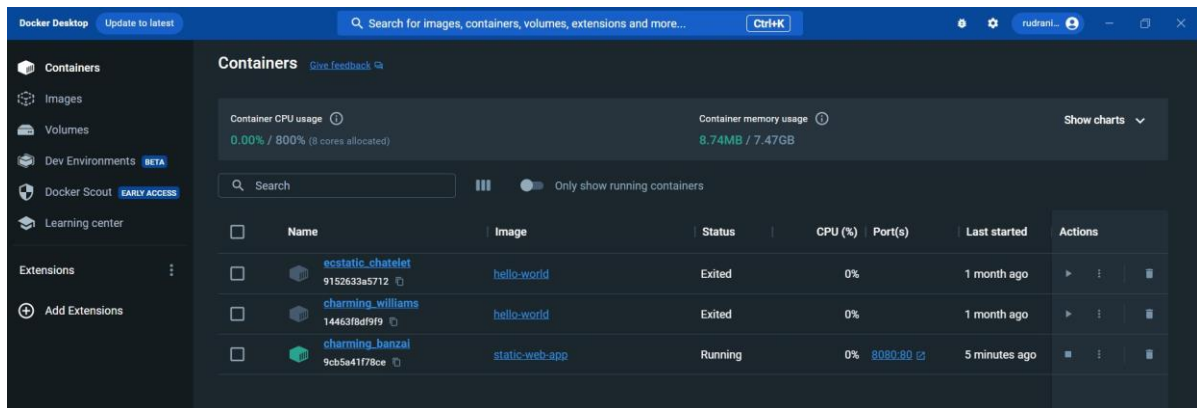 Docker Desktop Update to latest Search for images, containers, volumes, extensions and more... Ctrl+K rudrani...
Containers
Images
Volumes
Dev Environments BETA
Docker Scout EARLY ACCESS
Learning center
Extensions
Add Extensions
Containers Give feedback
Container CPU usage
0.00% / 800% (8 cores allocated)
Container memory usage
8.74MB / 7.47GB
Show charts
Search
Only show running containers
Name Image Status CPU (%) Port(s) Last started Actions
ecstatic_chatelet
9152633a5712
hello-world Exited 0% 1 month ago
charming_williams
14463f8df9f9
hello-world Exited 0% 1 month ago
charming_banzai
9cb5a41f78ce
static-web-app Running 0% 8080:80 5 minutes ago